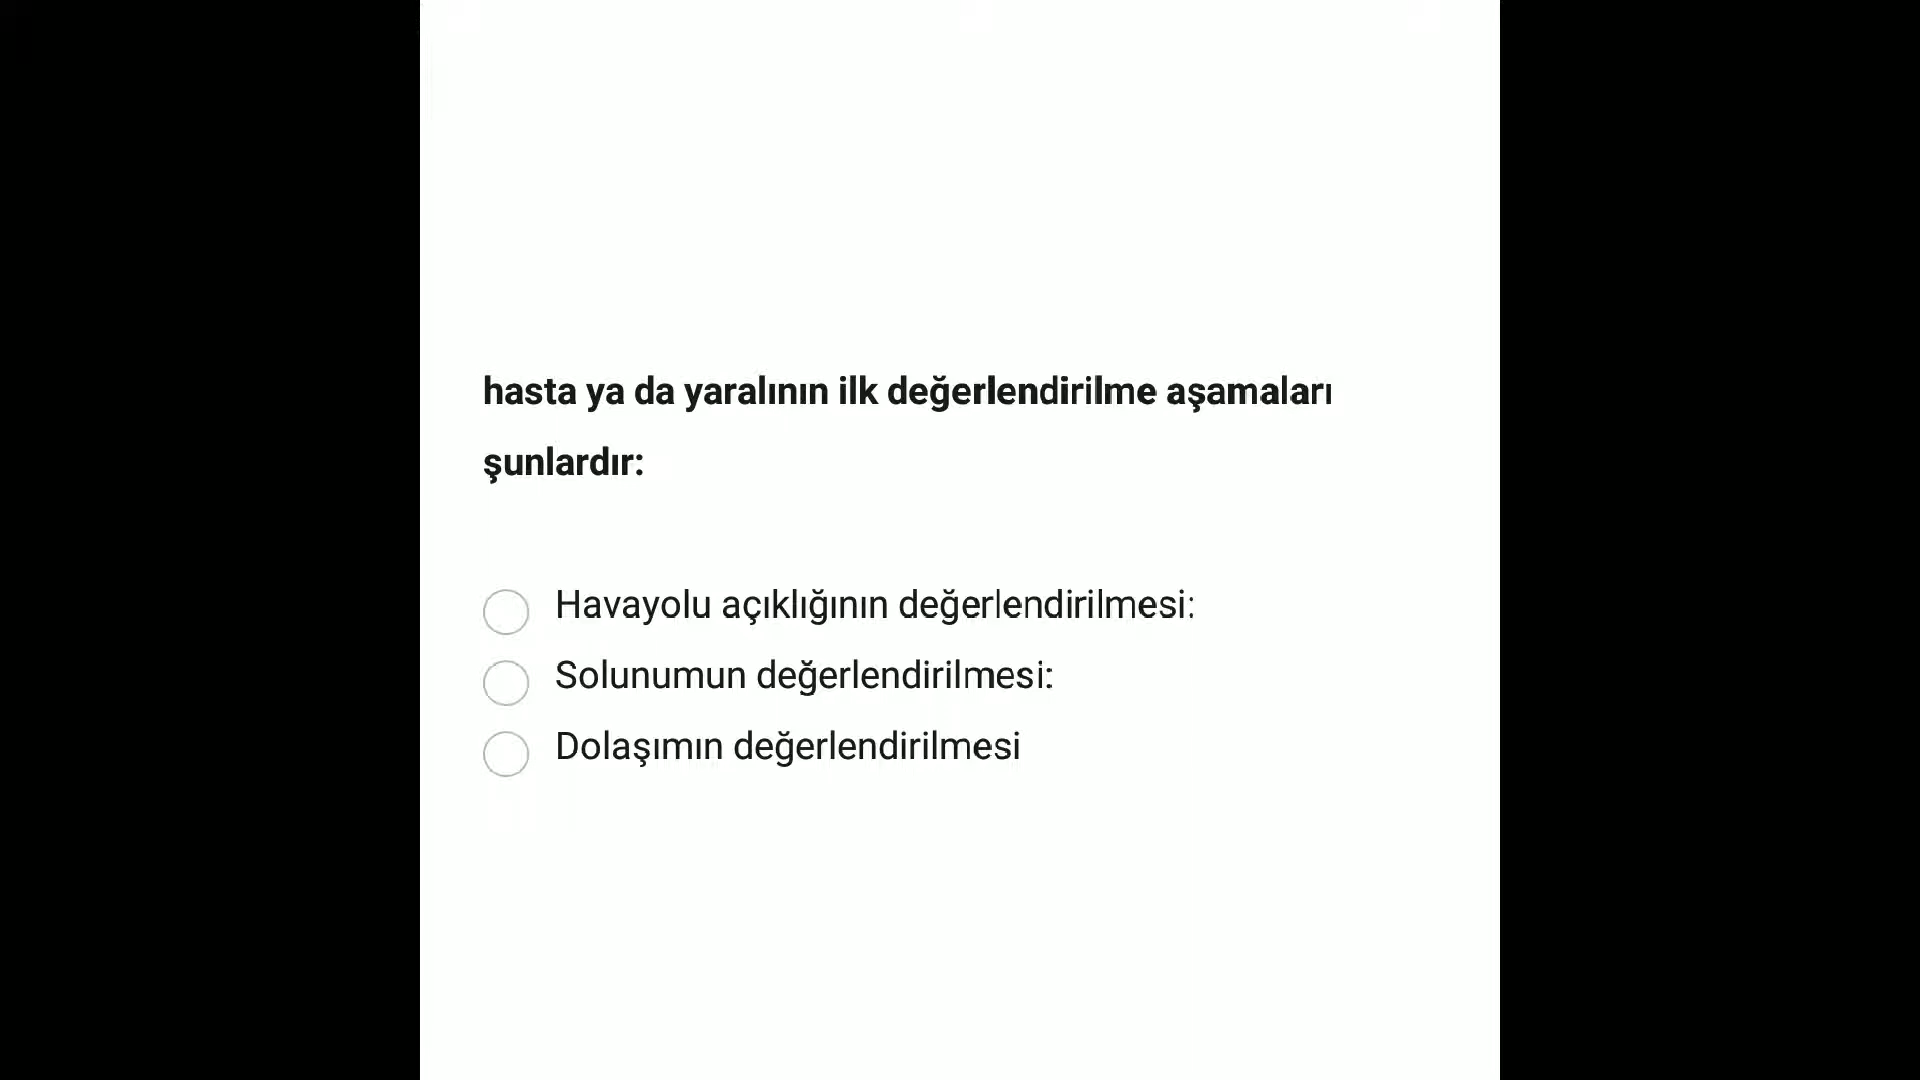 hasta ya da yaralının ilk değerlendirilme aşamaları
şunlardır:
Havayolu açıklığının değerlendirilmesi:
Solunumun değerlendirilmesi:
Dolaşımın değerlendirilmesi